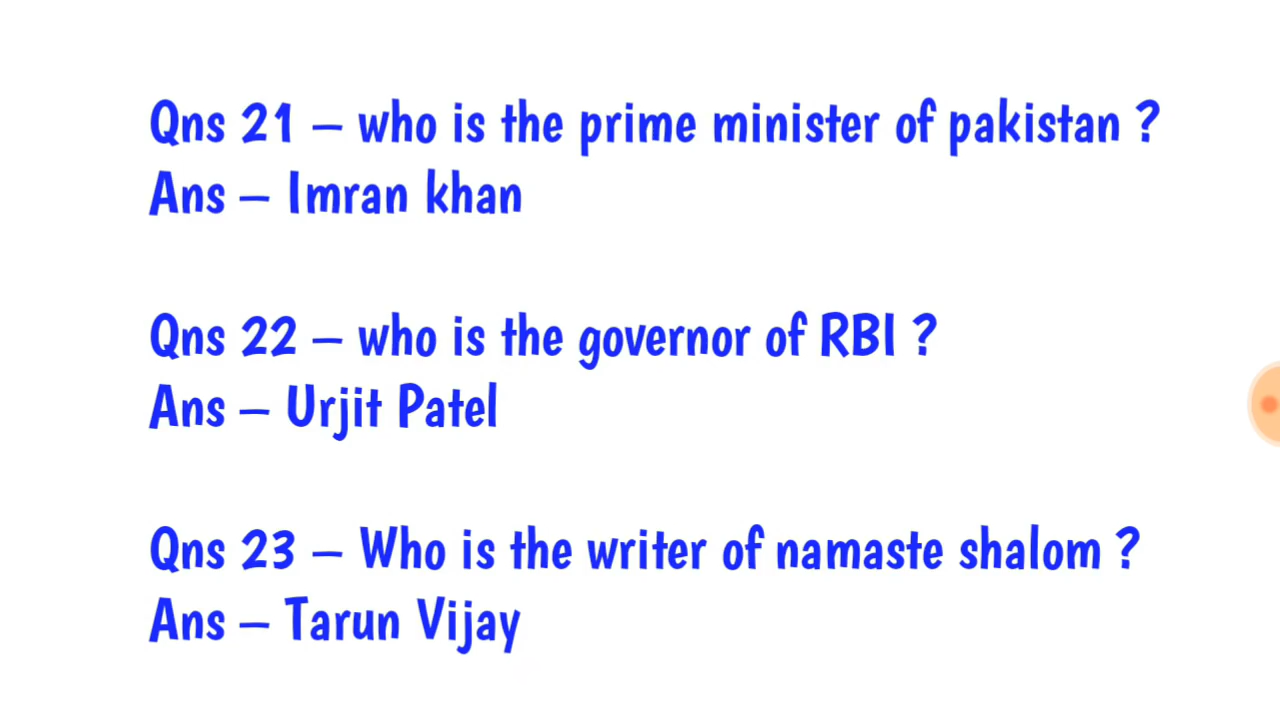 Qns 21 – who is the prime minister of pakistan ?
Ans – Imran khan
Qns 22 – who is the governor of RBI ?
Ans – Urjit Patel
Qns 23 – Who is the writer of namaste shalom ?
Ans – Tarun Vijay